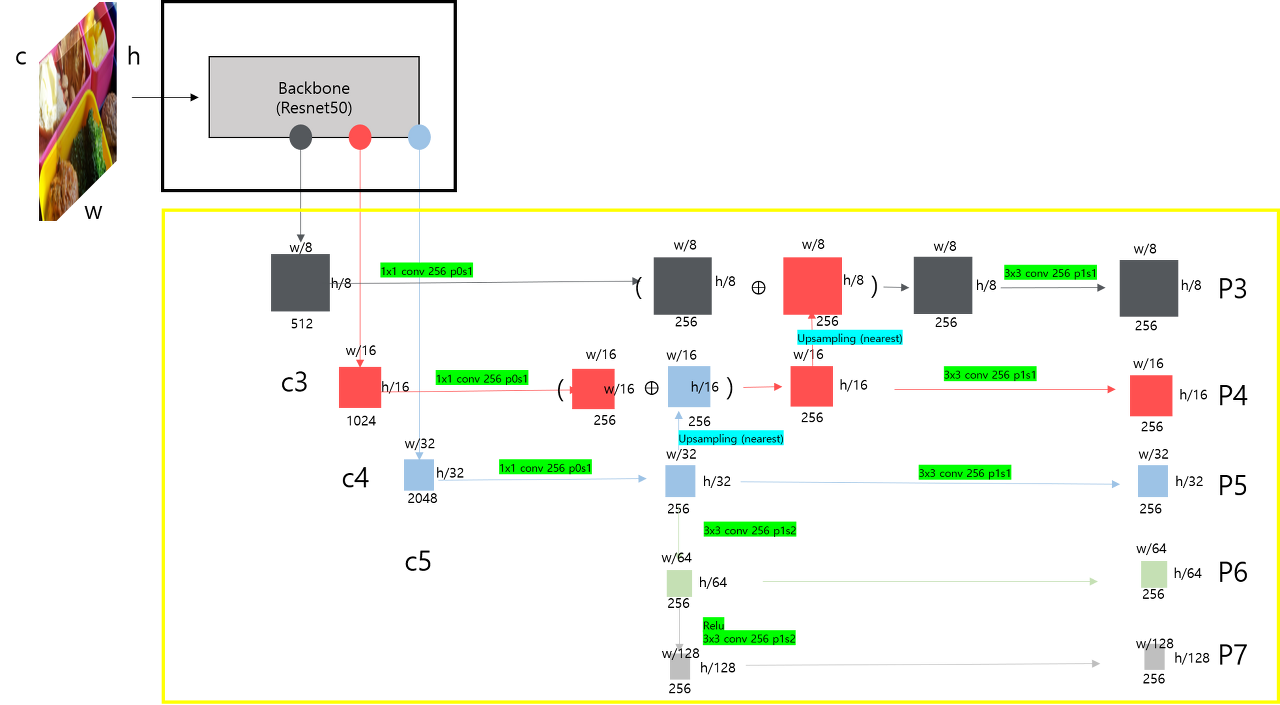 c
h
w
Backbone
(Resnet50)
w/8
h/8
512
1x1 conv 256 p0s1
(
w/8
h/8
256
⊕
w/8
h/8
256
)
w/8
h/8
256
3x3 conv 256 p1s1
w/8
h/8
256
P3
Upsampling (nearest)
c3
w/16
h/16
1024
1x1 conv 256 p0s1
(
w/16
w/16
256
⊕
w/16
h/16
256
)
w/16
h/16
256
3x3 conv 256 p1s1
w/16
h/16
256
P4
Upsampling (nearest)
c4
w/32
h/32
2048
1x1 conv 256 p0s1
w/32
h/32
256
3x3 conv 256 p1s1
w/32
h/32
256
P5
c5
3x3 conv 256 p1s2
w/64
h/64
256
w/64
h/64
256
P6
Relu
3x3 conv 256 p1s2
w/128
h/128
256
w/128
h/128
256
P7